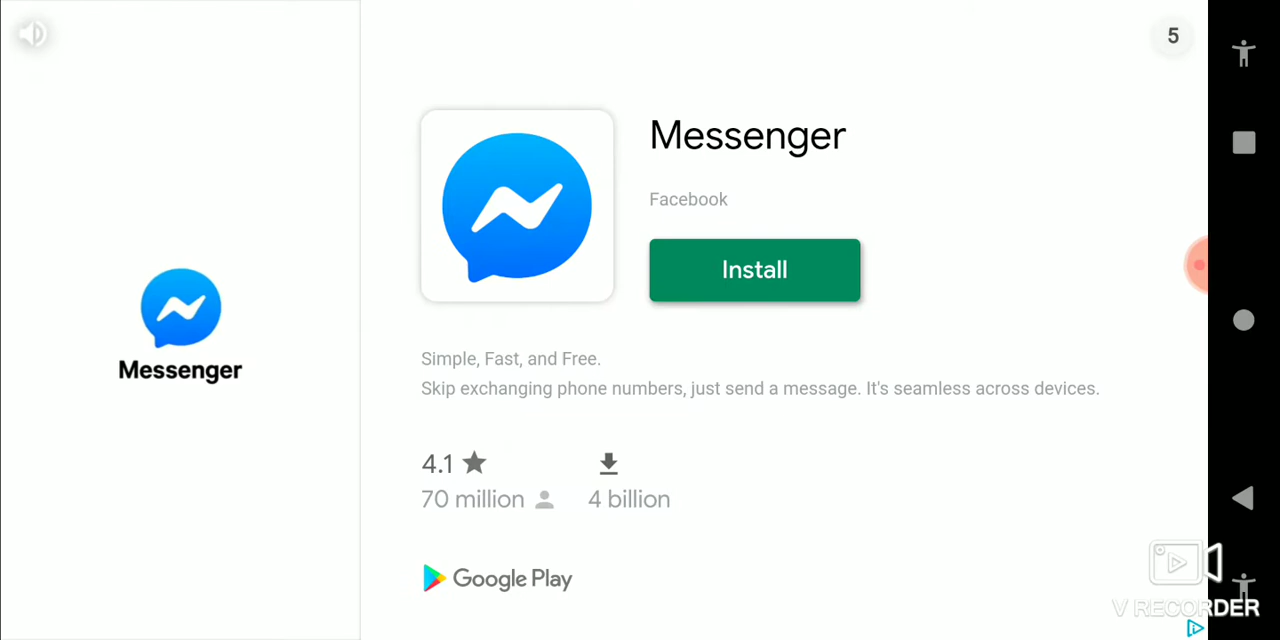 5
Messenger
Facebook
Install
Messenger
Simple, Fast, and Free.
Skip exchanging phone numbers, just send a message. It's seamless across devices.
4.1
70 million
4 billion
Google Play
V RECORDER